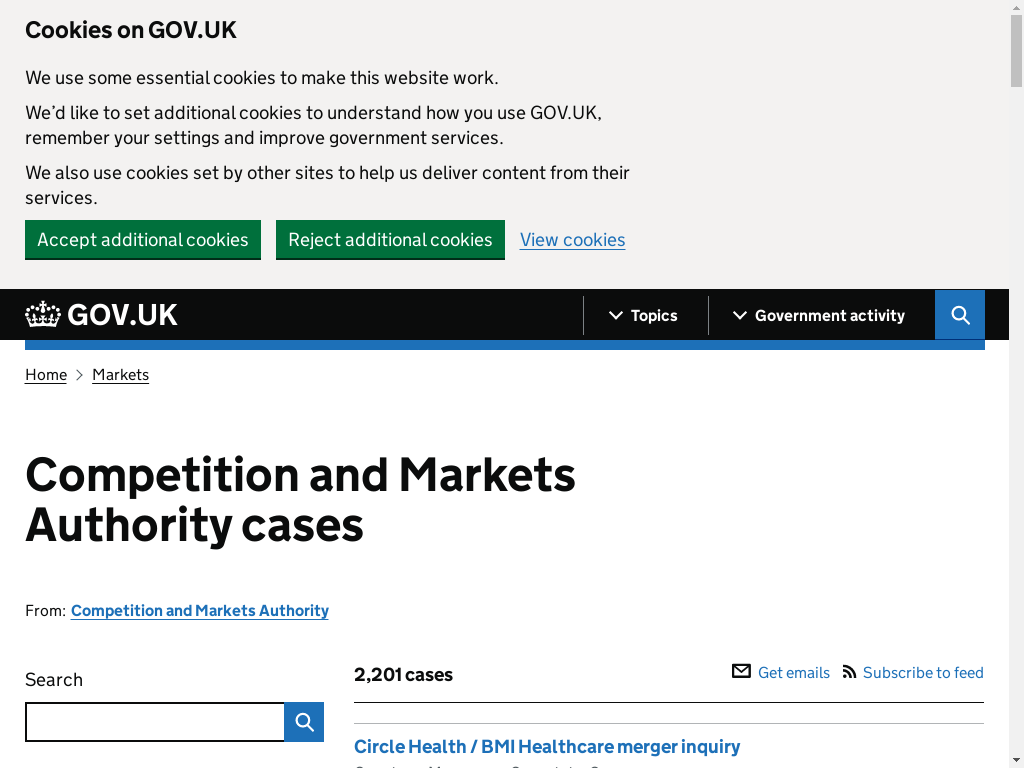 Cookies on GOV.UK
We use some essential cookies to make this website work.
We’d like to set additional cookies to understand how you use GOV.UK,
remember your settings and improve government services.
We also use cookies set by other sites to help us deliver content from their
services.
Accept additional cookies Reject additional cookies View cookies
GOV.UK Topics Government activity
Home Markets
Competition and Markets
Authority cases
From: Competition and Markets Authority
Search
2,201 cases Get emails Subscribe to feed
Circle Health / BMI Healthcare merger inquiry